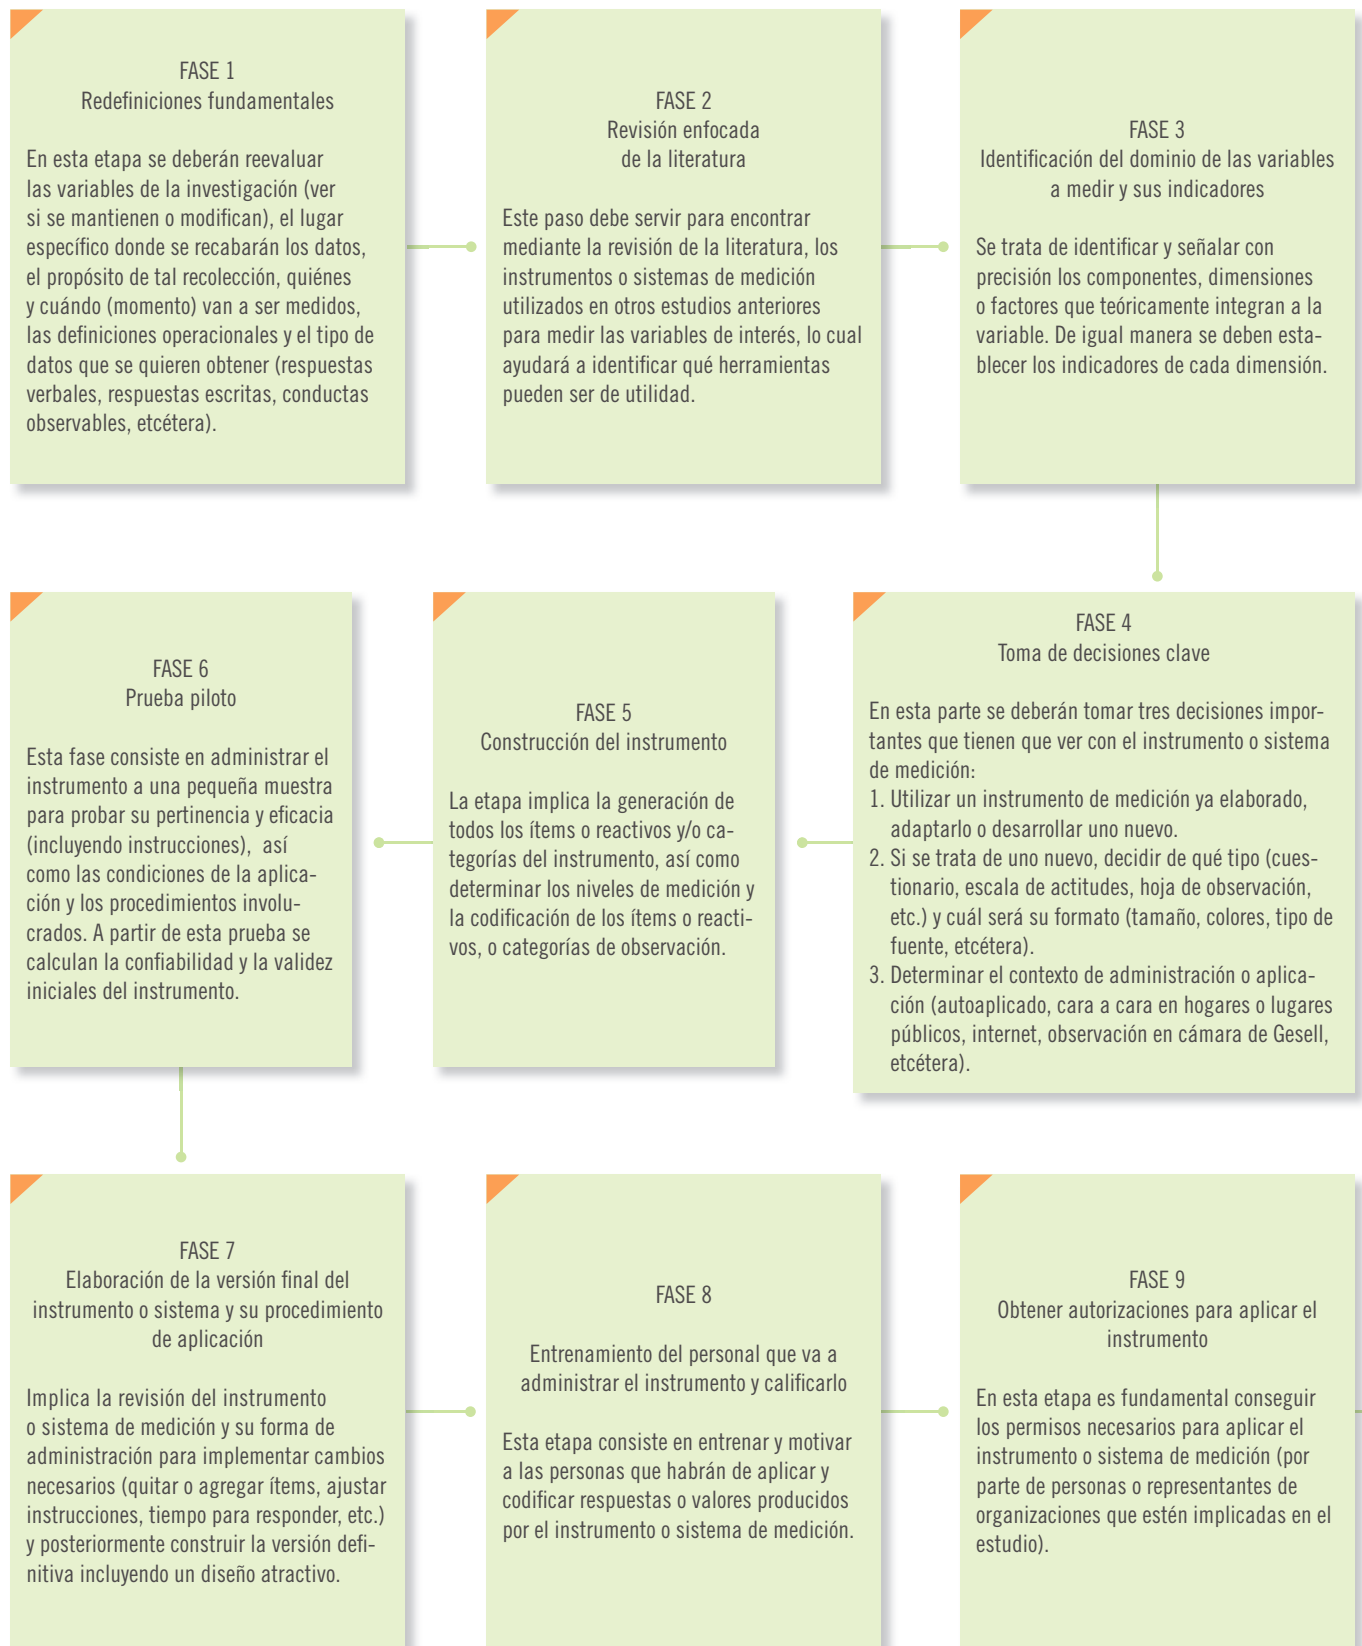 FASE 1
Redefiniciones fundamentales
En esta etapa se deberán reevaluar
las variables de la investigación (ver
si se mantienen o modifican), el lugar
específico donde se recabarán los datos,
el propósito de tal recolección, quiénes
y cuándo (momento) van a ser medidos,
las definiciones operacionales y el tipo de
datos que se quieren obtener (respuestas
verbales, respuestas escritas, conductas
observables, etcétera).
FASE 2
Revisión enfocada
de la literatura
Este paso debe servir para encontrar
mediante la revisión de la literatura, los
instrumentos o sistemas de medición
utilizados en otros estudios anteriores
para medir las variables de interés, lo cual
ayudará a identificar qué herramientas
pueden ser de utilidad.
FASE 3
Identificación del dominio de las variables
a medir y sus indicadores
Se trata de identificar y señalar con
precisión los componentes, dimensiones
o factores que teóricamente integran a la
variable. De igual manera se deben esta-
blecer los indicadores de cada dimensión.
FASE 4
Toma de decisiones clave
En esta parte se deberán tomar tres decisiones impor-
tantes que tienen que ver con el instrumento o sistema
de medición:
1. Utilizar un instrumento de medición ya elaborado,
adaptarlo o desarrollar uno nuevo.
2. Si se trata de uno nuevo, decidir de qué tipo (cues-
tionario, escala de actitudes, hoja de observación,
etc.) y cuál será su formato (tamaño, colores, tipo de
fuente, etcétera).
3. Determinar el contexto de administración o aplica-
ción (autoaplicado, cara a cara en hogares o lugares
públicos, internet, observación en cámara de Gesell,
etcétera).
FASE 5
Construcción del instrumento
La etapa implica la generación de
todos los ítems o reactivos y/o ca-
tegorías del instrumento, así como
determinar los niveles de medición y
la codificación de los ítems o reacti-
vos, o categorías de observación.
FASE 6
Prueba piloto
Esta fase consiste en administrar el
instrumento a una pequeña muestra
para probar su pertinencia y eficacia
(incluyendo instrucciones), así
como las condiciones de la aplica-
ción y los procedimientos involu-
crados. A partir de esta prueba se
calculan la confiabilidad y la validez
iniciales del instrumento.
FASE 7
Elaboración de la versión final del
instrumento o sistema y su procedimiento
de aplicación
Implica la revisión del instrumento
o sistema de medición y su forma de
administración para implementar cambios
necesarios (quitar o agregar ítems, ajustar
instrucciones, tiempo para responder, etc.)
y posteriormente construir la versión defi-
nitiva incluyendo un diseño atractivo.
FASE 8
Entrenamiento del personal que va a
administrar el instrumento y calificarlo
Esta etapa consiste en entrenar y motivar
a las personas que habrán de aplicar y
codificar respuestas o valores producidos
por el instrumento o sistema de medición.
FASE 9
Obtener autorizaciones para aplicar el
instrumento
En esta etapa es fundamental conseguir
los permisos necesarios para aplicar el
instrumento o sistema de medición (por
parte de personas o representantes de
organizaciones que estén implicadas en el
estudio).